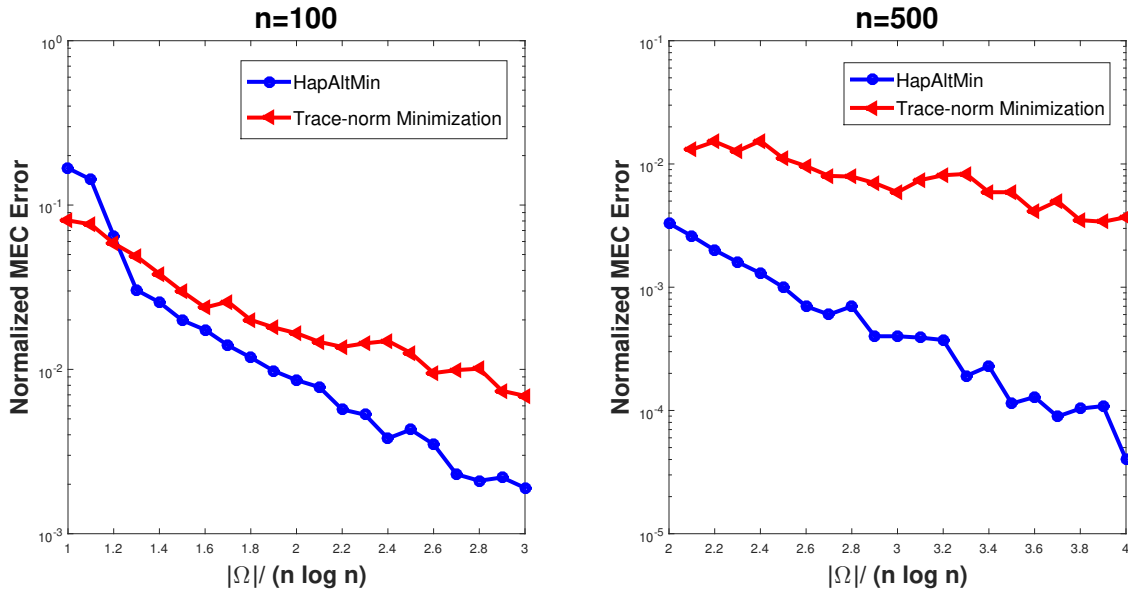 n=100
10^0
10^-1
10^-2
10^-3
Normalized MEC Error
HapAltMin
Trace-norm Minimization
1 1.2 1.4 1.6 1.8 2 2.2 2.4 2.6 2.8 3
|Ω|/ (n log n)
n=500
10^-1
10^-2
10^-3
10^-4
10^-5
Normalized MEC Error
HapAltMin
Trace-norm Minimization
2 2.2 2.4 2.6 2.8 3 3.2 3.4 3.6 3.8 4
|Ω|/ (n log n)